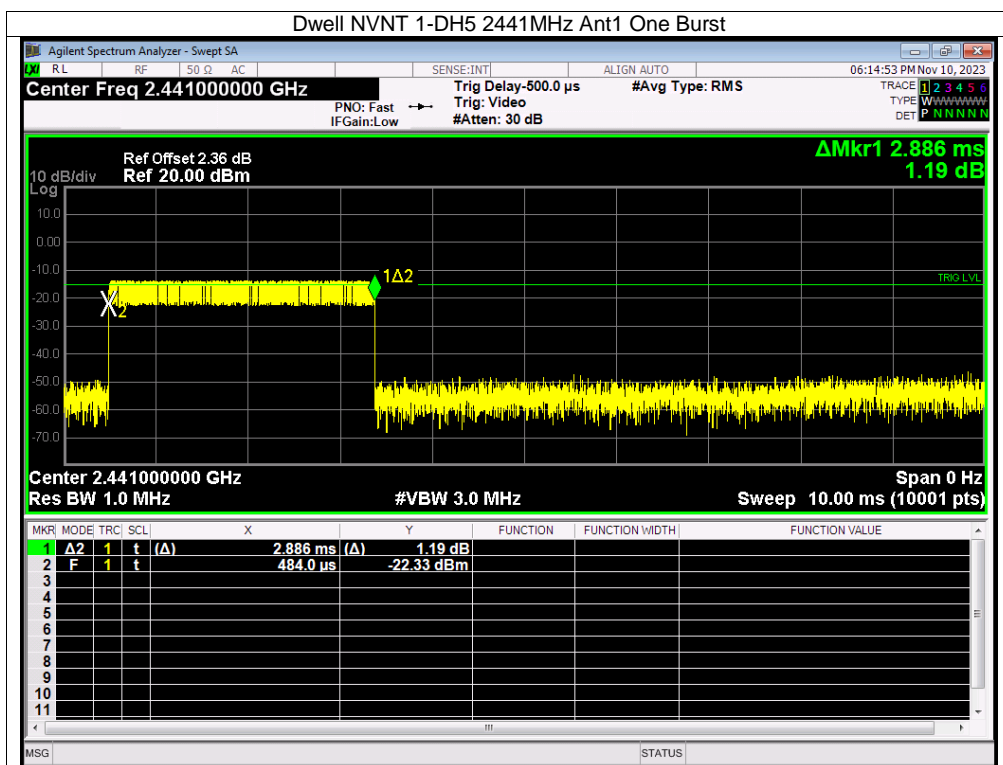 Dwell NVNT 1-DH5 2441MHz Ant1 One Burst
Agilent Spectrum Analyzer - Swept SA
LXI RL RF 50 Ω AC SENSE:INT ALIGN AUTO 06:14:53 PM Nov 10, 2023
Center Freq 2.441000000 GHz
PNO: Fast
IFGain:Low
Trig Delay-500.0 µs
Trig: Video
#Atten: 30 dB
#Avg Type: RMS
TRACE 1 2 3 4 5 6
TYPE WWWWWW
DET P N N N N N
ΔMkr1 2.886 ms
1.19 dB
Ref Offset 2.36 dB
10 dB/div Ref 20.00 dBm
Log
10.0
0.00
-10.0
-20.0
-30.0
-40.0
-50.0
-60.0
-70.0
1Δ2
TRIG LVL
2
Center 2.441000000 GHz Span 0 Hz
Res BW 1.0 MHz #VBW 3.0 MHz Sweep 10.00 ms (10001 pts)
MKR MODE TRC SCL X Y FUNCTION FUNCTION WIDTH FUNCTION VALUE
1 Δ2 1 t (Δ) 2.886 ms (Δ) 1.19 dB
2 F 1 t 484.0 µs -22.33 dBm
3
4
5
6
7
8
9
10
11
MSG STATUS